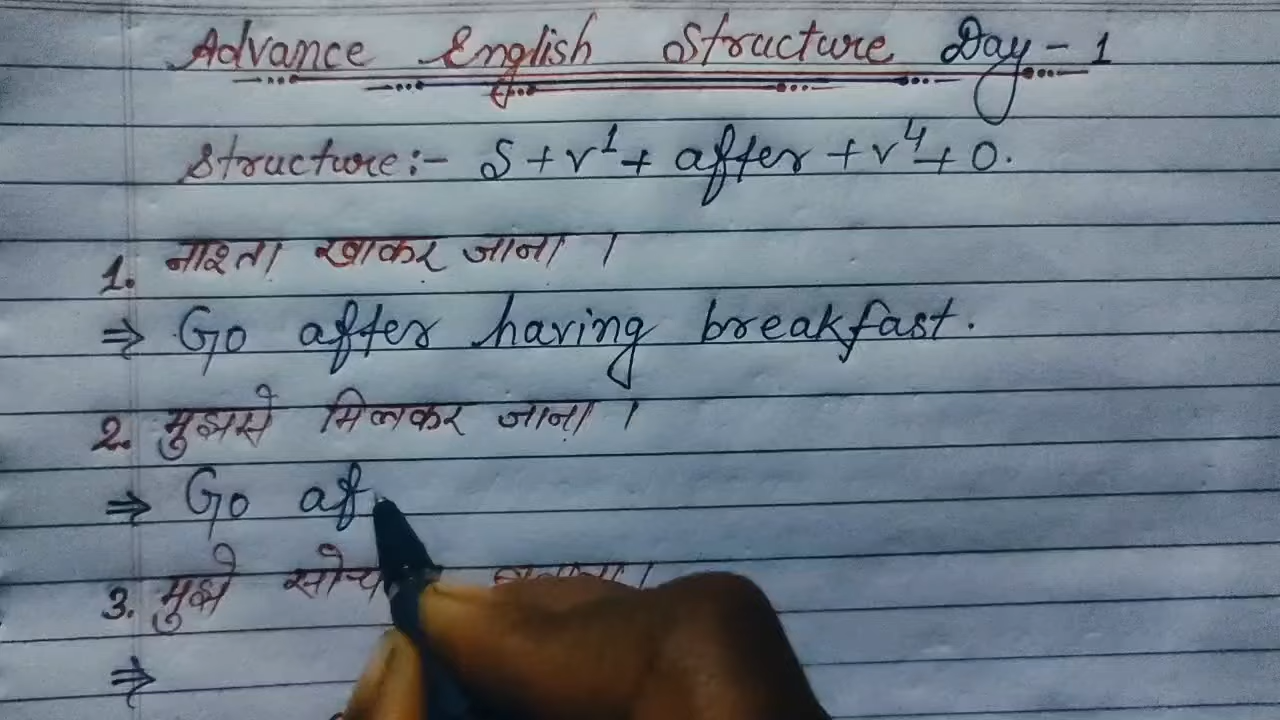 Advance English Structure Day-1
Structure:- S + v¹ + after + v⁴ + O.
1. नाश्ता खाकर जाना ।
⇒ Go after having breakfast.
2. मुझसे मिलकर जाना ।
⇒ Go af
3. मुझे
⇒